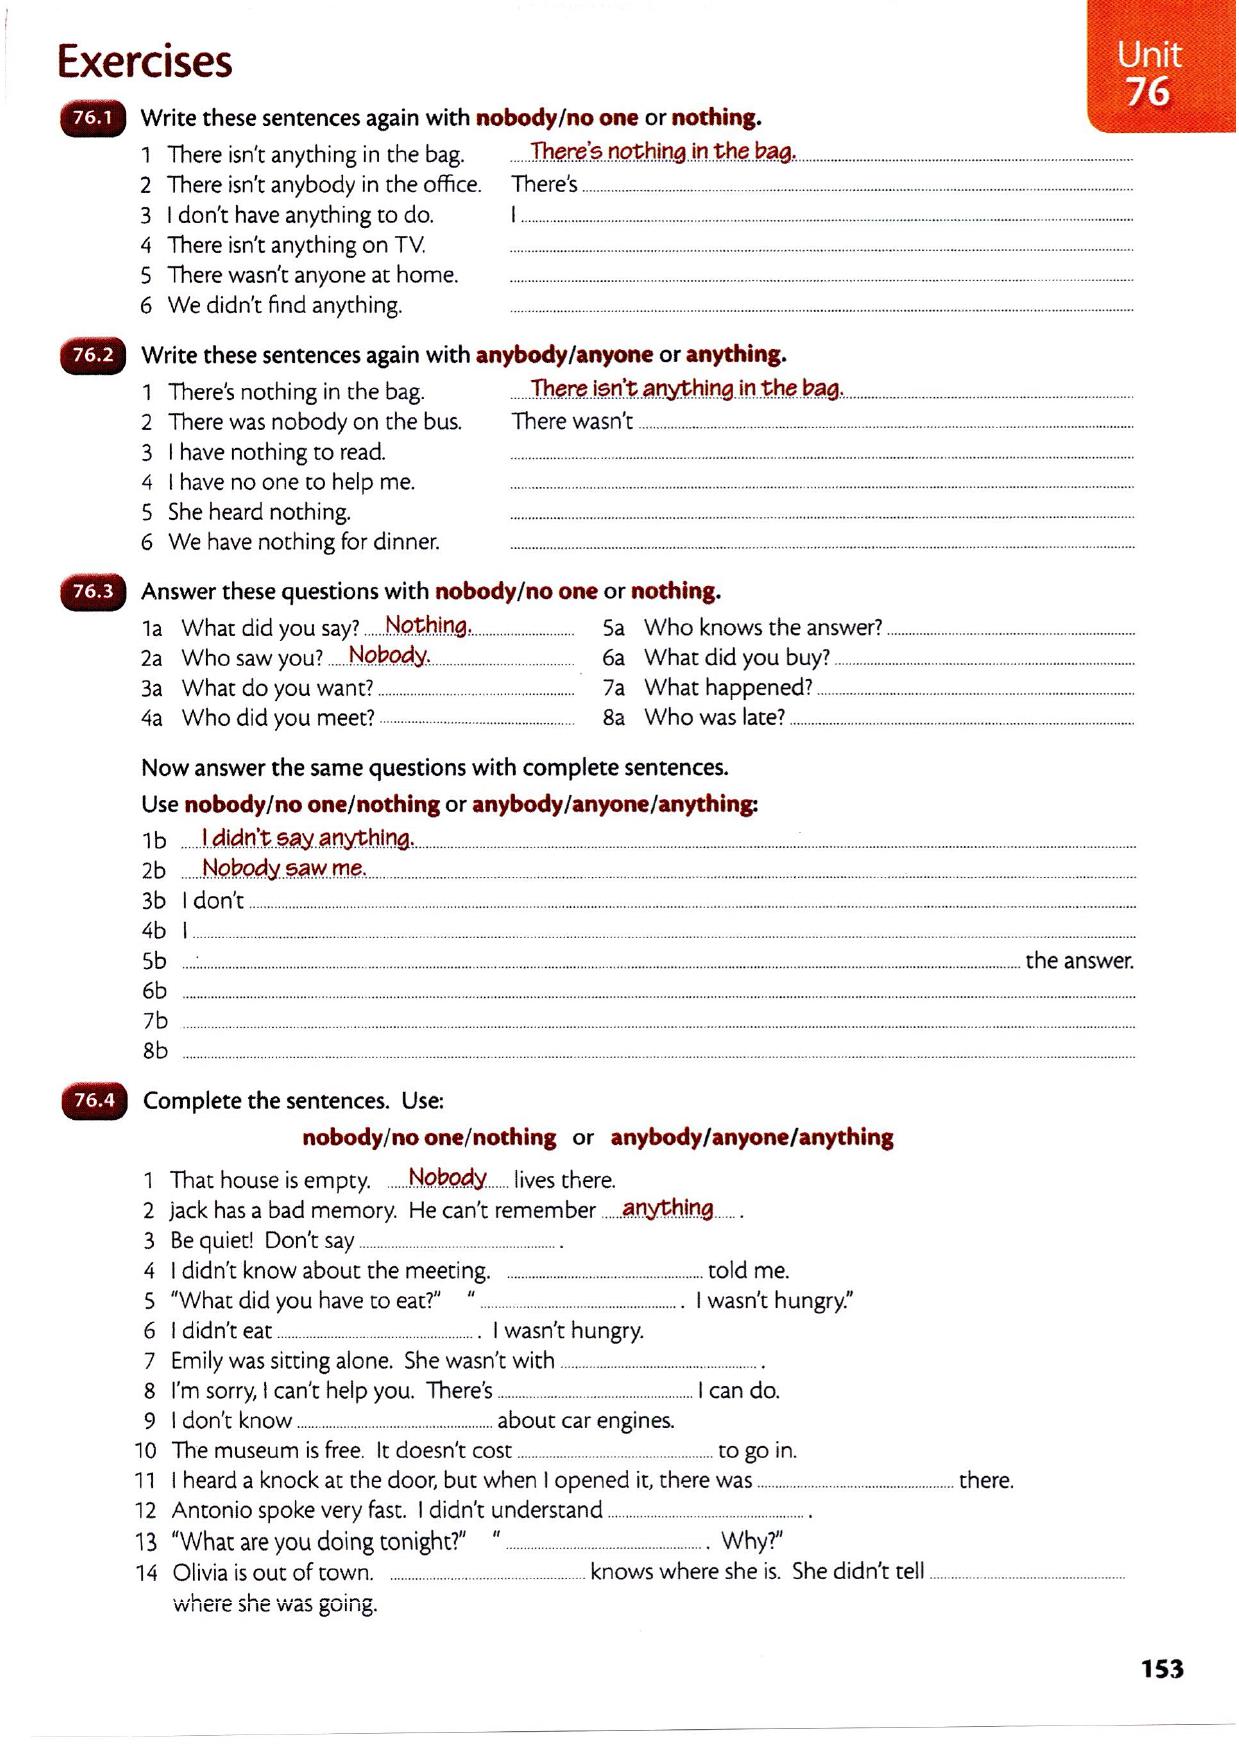 Exercises
Unit
76
76.1 Write these sentences again with nobody/no one or nothing.
1 There isn't anything in the bag. There's nothing in the bag.
2 There isn't anybody in the office. There's
3 I don't have anything to do. I
4 There isn't anything on TV.
5 There wasn't anyone at home.
6 We didn't find anything.
76.2 Write these sentences again with anybody/anyone or anything.
1 There's nothing in the bag. There isn't anything in the bag.
2 There was nobody on the bus. There wasn't
3 I have nothing to read.
4 I have no one to help me.
5 She heard nothing.
6 We have nothing for dinner.
76.3 Answer these questions with nobody/no one or nothing.
1a What did you say? Nothing. 5a Who knows the answer?
2a Who saw you? Nobody. 6a What did you buy?
3a What do you want? 7a What happened?
4a Who did you meet? 8a Who was late?
Now answer the same questions with complete sentences.
Use nobody/no one/nothing or anybody/anyone/anything:
1b I didn't say anything.
2b Nobody saw me.
3b I don't
4b I
5b the answer.
6b
7b
8b
76.4 Complete the sentences. Use:
nobody/no one/nothing or anybody/anyone/anything
1 That house is empty. Nobody lives there.
2 Jack has a bad memory. He can't remember anything .
3 Be quiet! Don't say .
4 I didn't know about the meeting. told me.
5 "What did you have to eat?" " . I wasn't hungry."
6 I didn't eat . I wasn't hungry.
7 Emily was sitting alone. She wasn't with .
8 I'm sorry, I can't help you. There's I can do.
9 I don't know about car engines.
10 The museum is free. It doesn't cost to go in.
11 I heard a knock at the door, but when I opened it, there was there.
12 Antonio spoke very fast. I didn't understand .
13 "What are you doing tonight?" " . Why?"
14 Olivia is out of town. knows where she is. She didn't tell
where she was going.
153